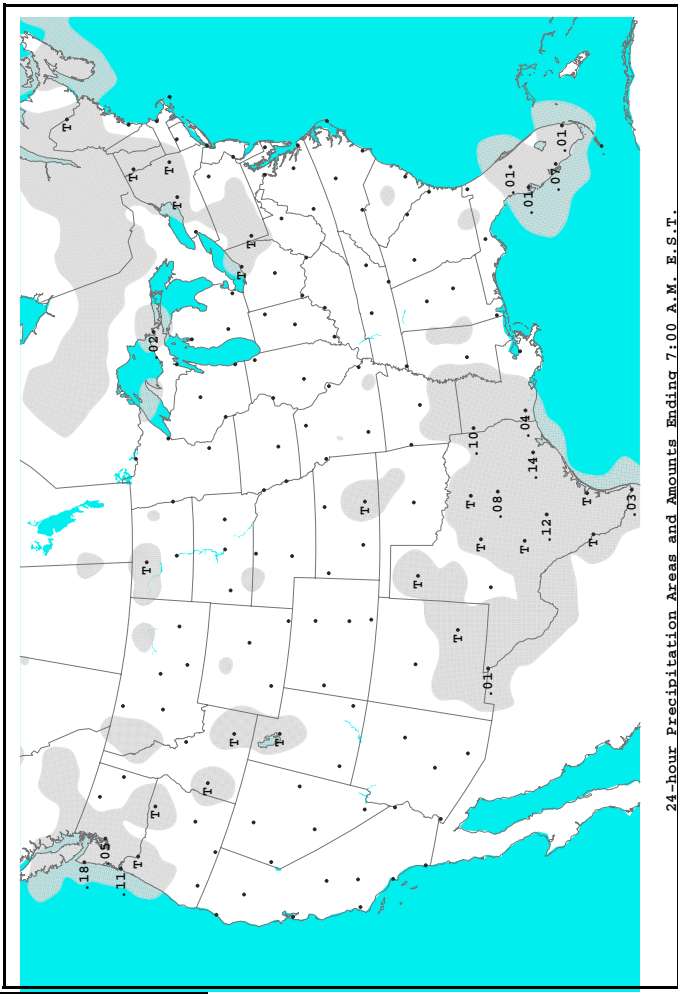 T
.18
.05
.11
T
T
T
.02
T
T
T
T
T
T
T
T
T
T
T
T
.10
T
.01
.08
.01
T
.04
.01
.14
.12
.07
.01
T
T
.03
24-hour Precipitation Areas and Amounts Ending 7:00 A.M. E.S.T.